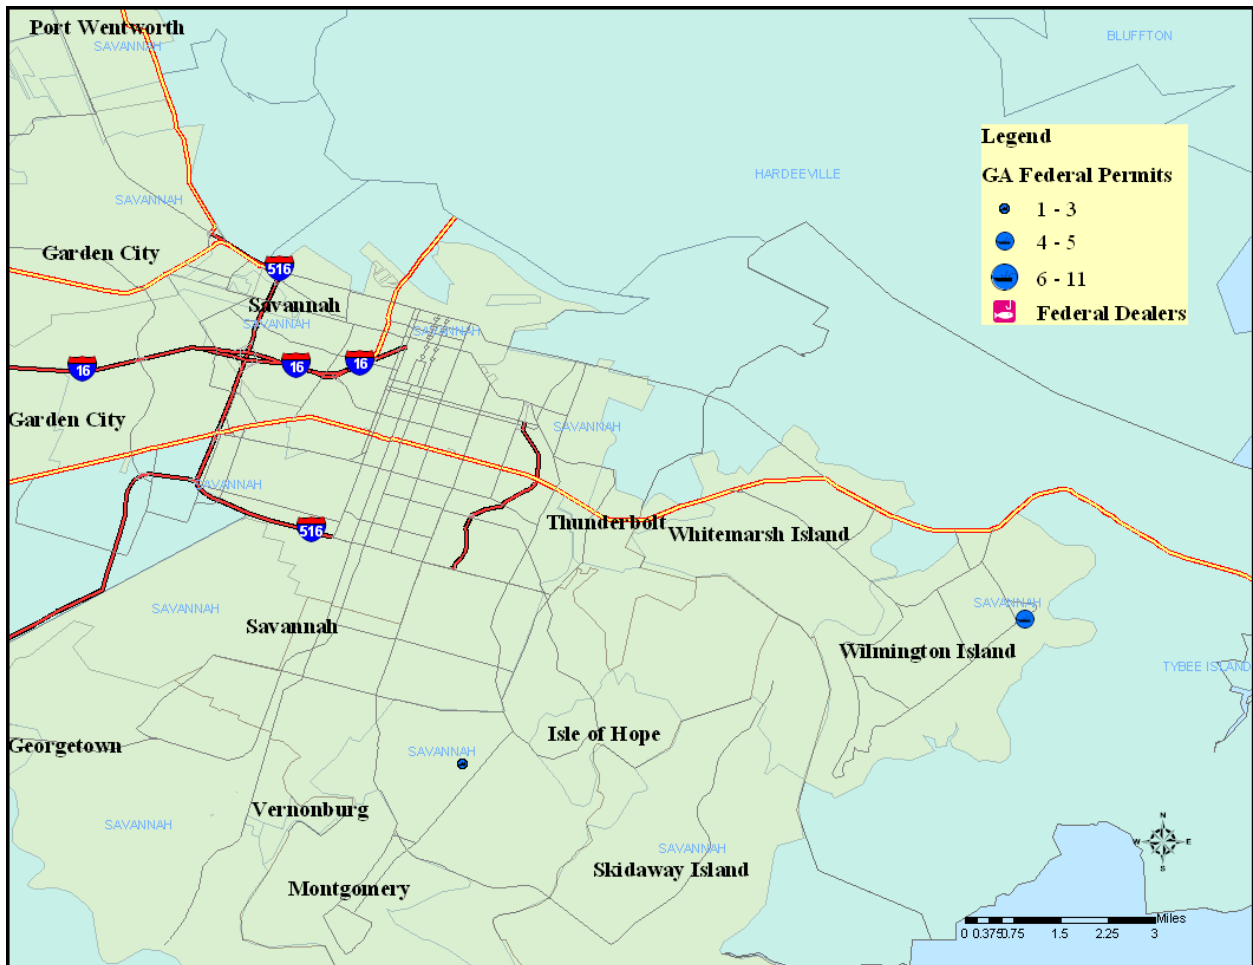 Port Wentworth
SAVANNAH
BLUFFTON
Legend
GA Federal Permits
1 - 3
4 - 5
6 - 11
Federal Dealers
HARDEEVILLE
SAVANNAH
Garden City
516
Savannah
SAVANNAH
SAVANNAH
16
16
16
Garden City
SAVANNAH
SAVANNAH
516
Thunderbolt
Whitemarsh Island
SAVANNAH
SAVANNAH
Savannah
Wilmington Island
TYBEE ISLAND
Georgetown
SAVANNAH
Isle of Hope
Vernonburg
SAVANNAH
SAVANNAH
Skidaway Island
Montgomery
N
W
E
S
Miles
0 0.375 0.75 1.5 2.25 3